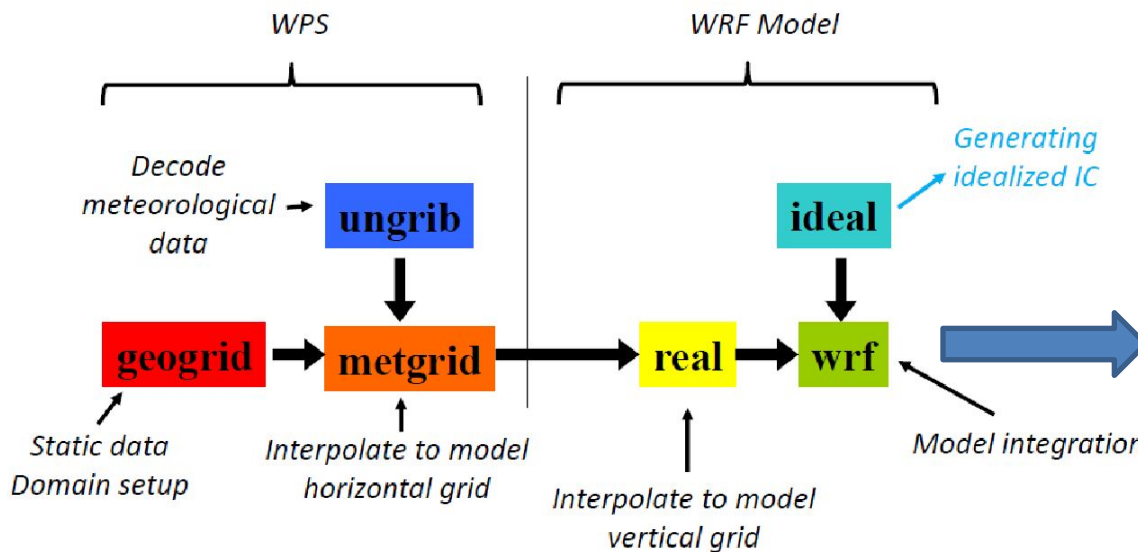 WPS
WRF Model
Decode
meteorological
data
ungrib
ideal
Generating
idealized IC
geogrid
metgrid
real
wrf
Static data
Domain setup
Interpolate to model
horizontal grid
Interpolate to model
vertical grid
Model integration